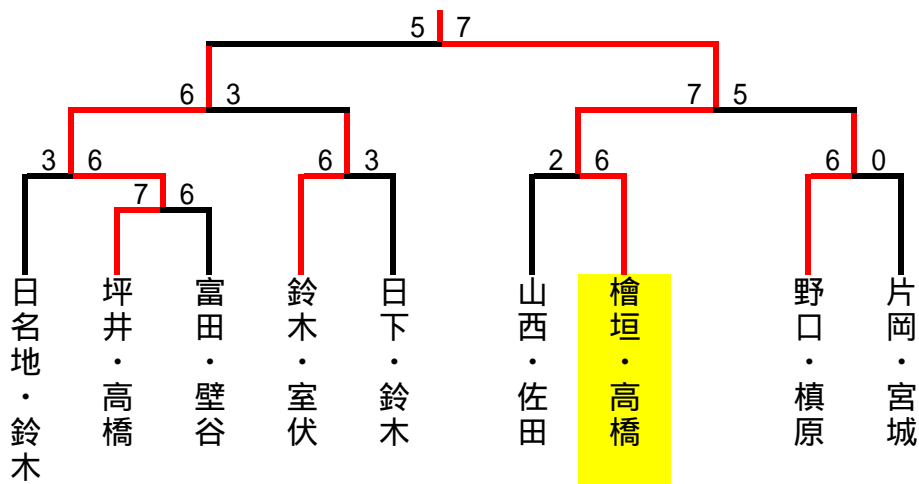 5 7
6 3
7 5
3 6
6 3
2 6
6 0
7 6
日名地・鈴木
坪井・高橋
富田・壁谷
鈴木・室伏
日下・鈴木
山西・佐田
檜垣・高橋
野口・槙原
片岡・宮城